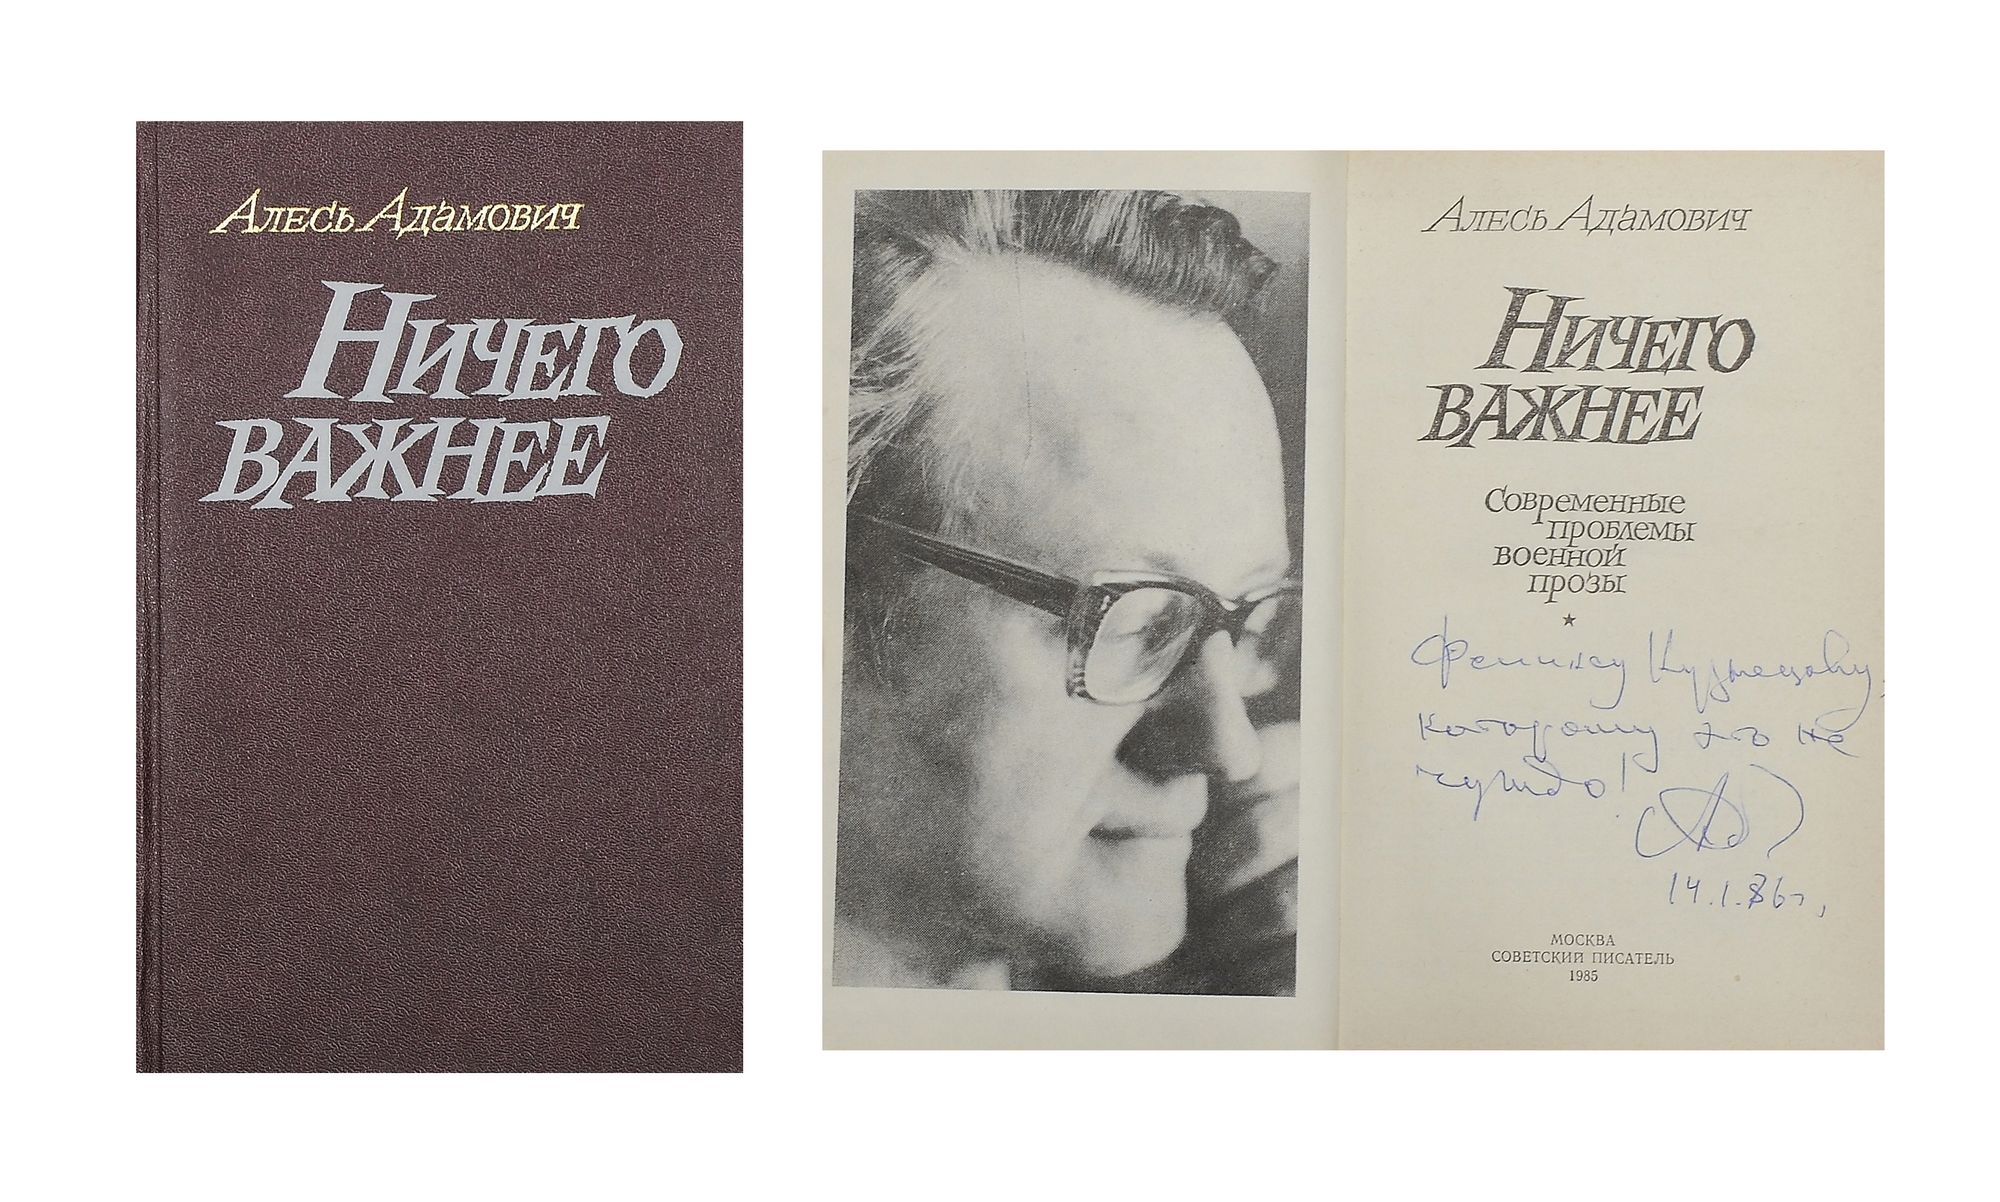 Алесь Адамович
Ничего
важнее
Алесь Адамович
Ничего
важнее
Современные
проблемы
военной
прозы
Феликсу Кузнецову,
которому это не
чуждо!
14.1.86 г.,
МОСКВА
СОВЕТСКИЙ ПИСАТЕЛЬ
1985